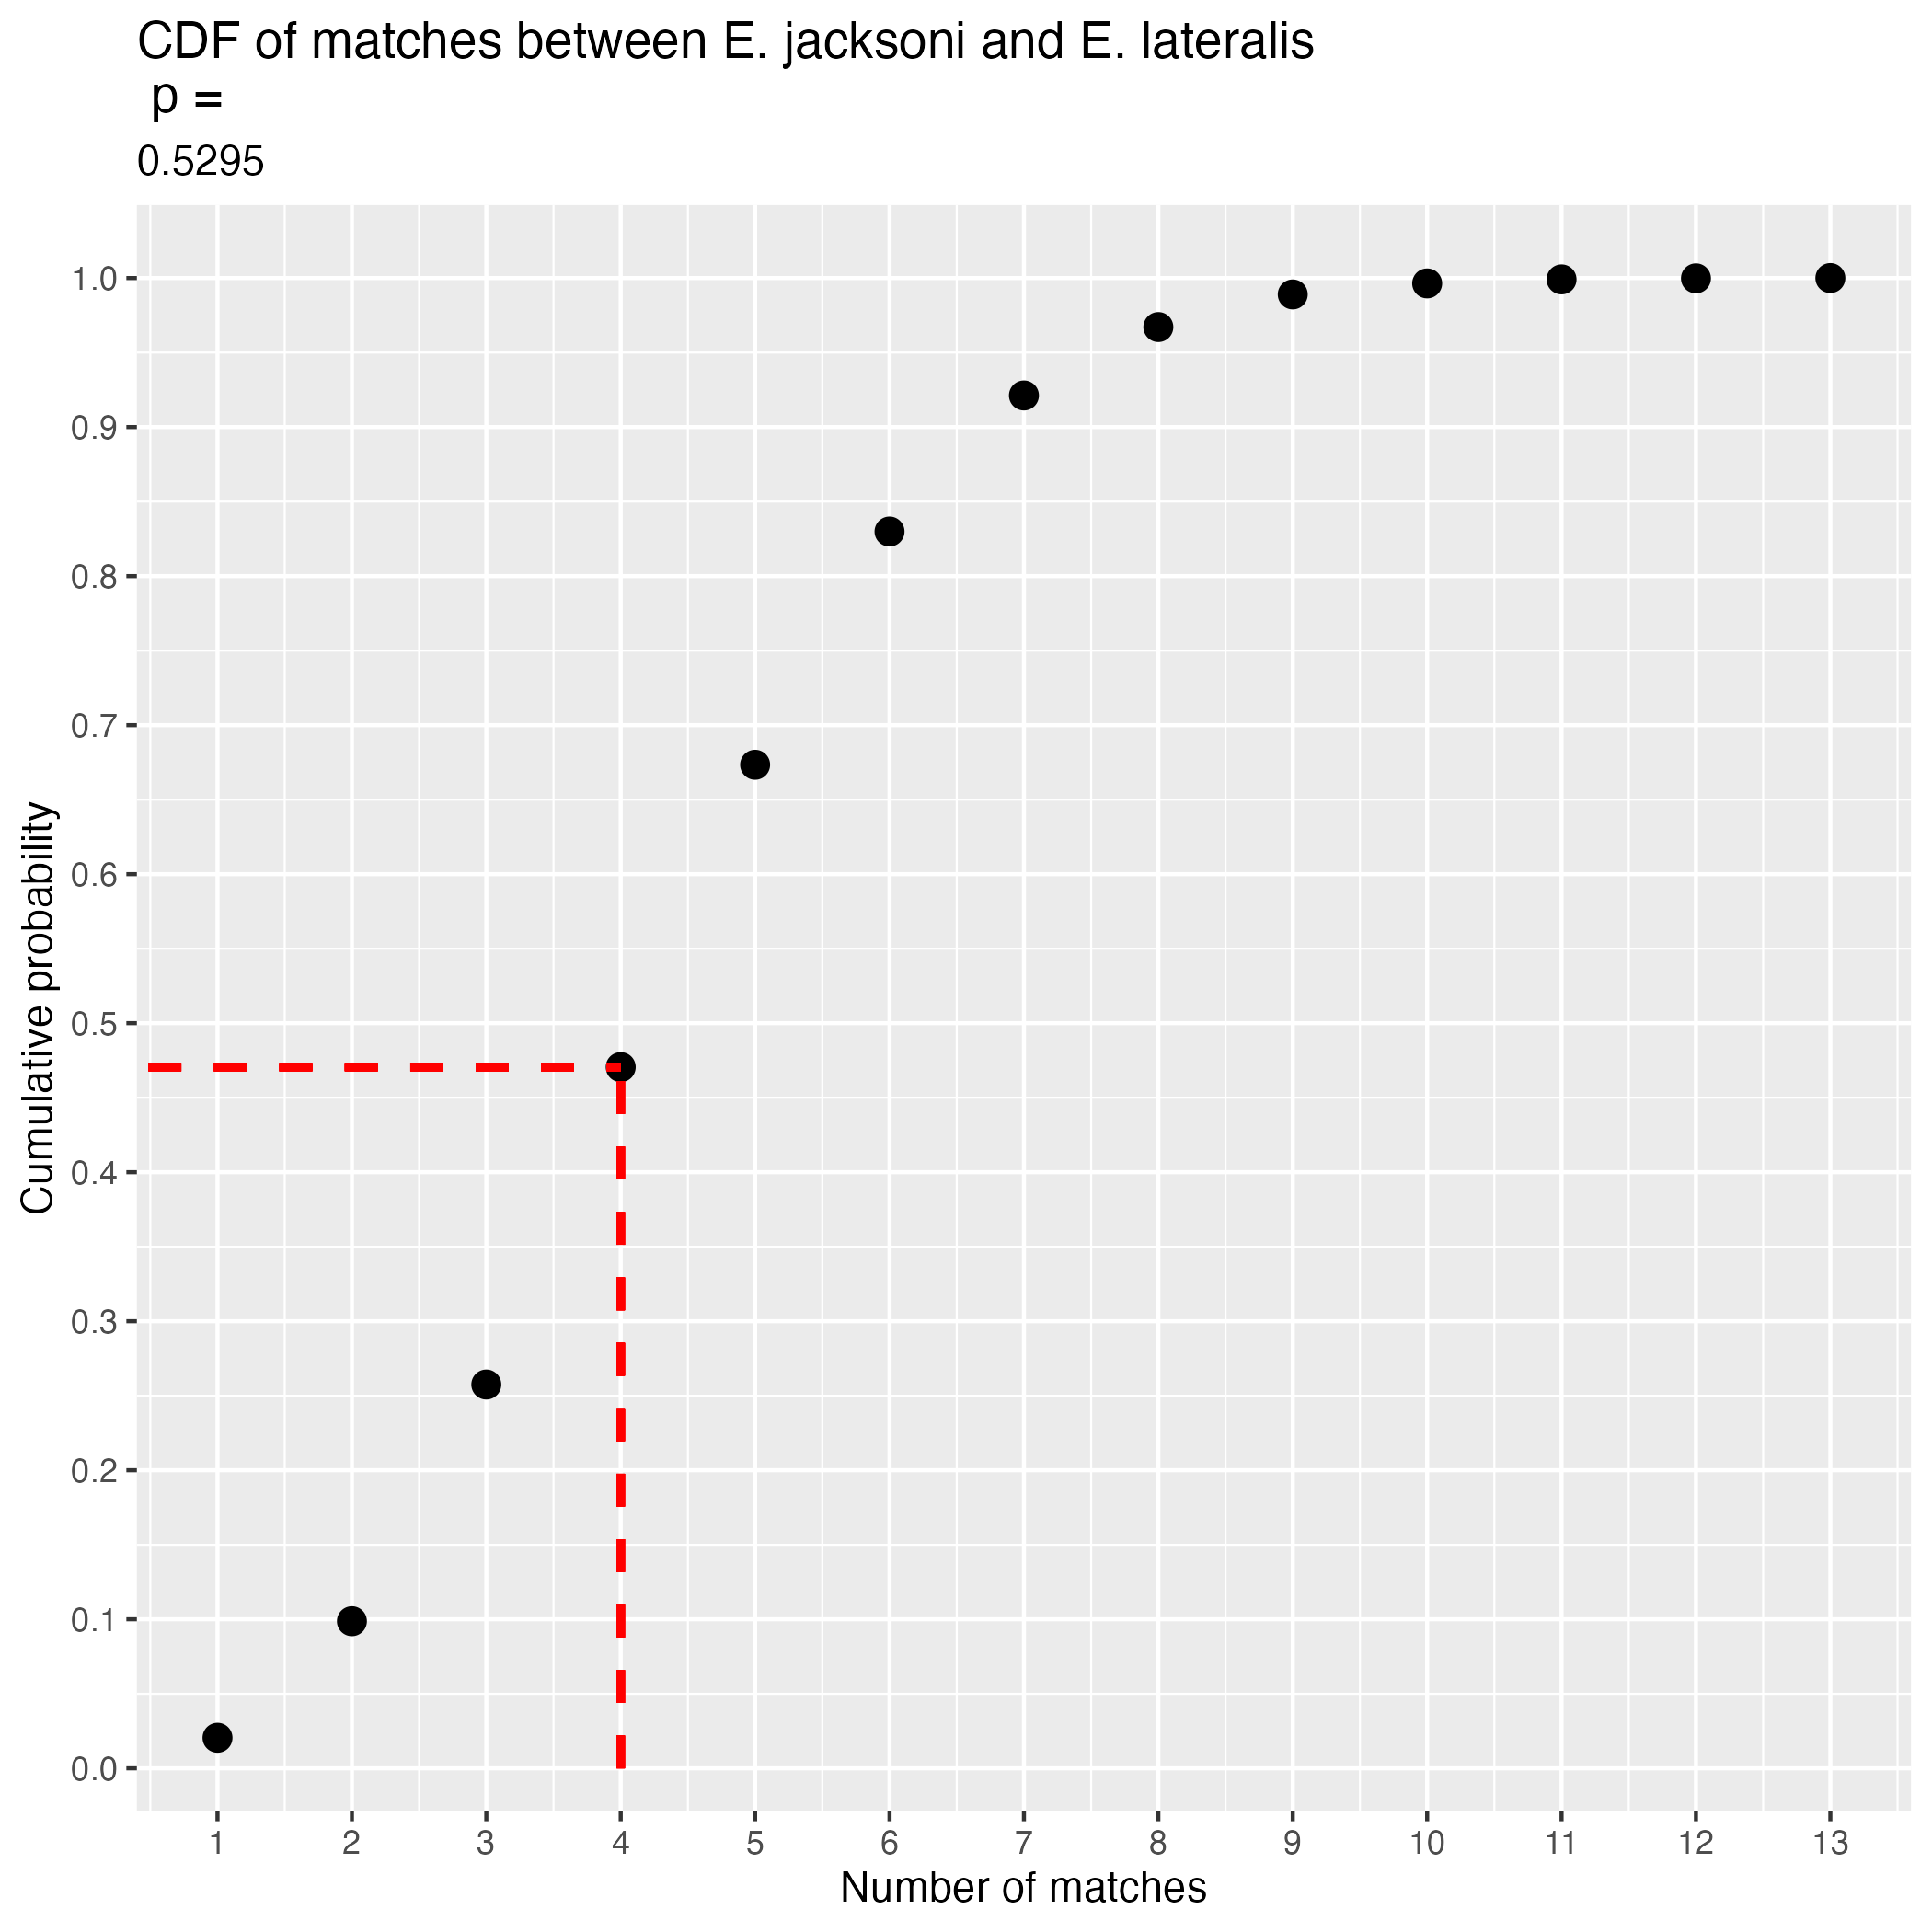 CDF of matches between E. jacksoni and E. lateralis
p =
0.5295
Cumulative probability
1.0
0.9
0.8
0.7
0.6
0.5
0.4
0.3
0.2
0.1
0.0
1 2 3 4 5 6 7 8 9 10 11 12 13
Number of matches